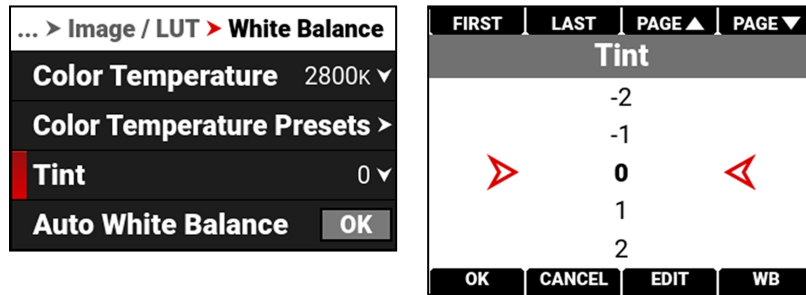 ... > Image / LUT > White Balance
Color Temperature 2800K
Color Temperature Presets >
Tint 0
Auto White Balance OK
FIRST LAST PAGE▲ PAGE▼
Tint
-2
-1
0
1
2
OK CANCEL EDIT WB